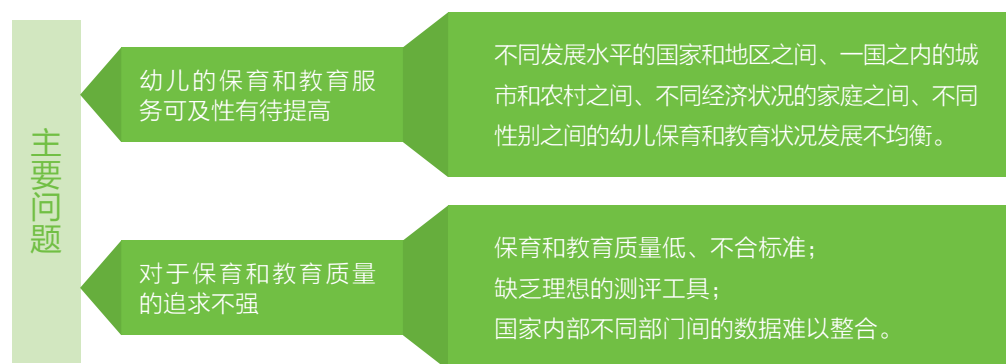 主要问题
幼儿的保育和教育服
务可及性有待提高
不同发展水平的国家和地区之间、一国之内的城
市和农村之间、不同经济状况的家庭之间、不同
性别之间的幼儿保育和教育状况发展不均衡。
对于保育和教育质量
的追求不强
保育和教育质量低、不合标准；
缺乏理想的测评工具；
国家内部不同部门间的数据难以整合。